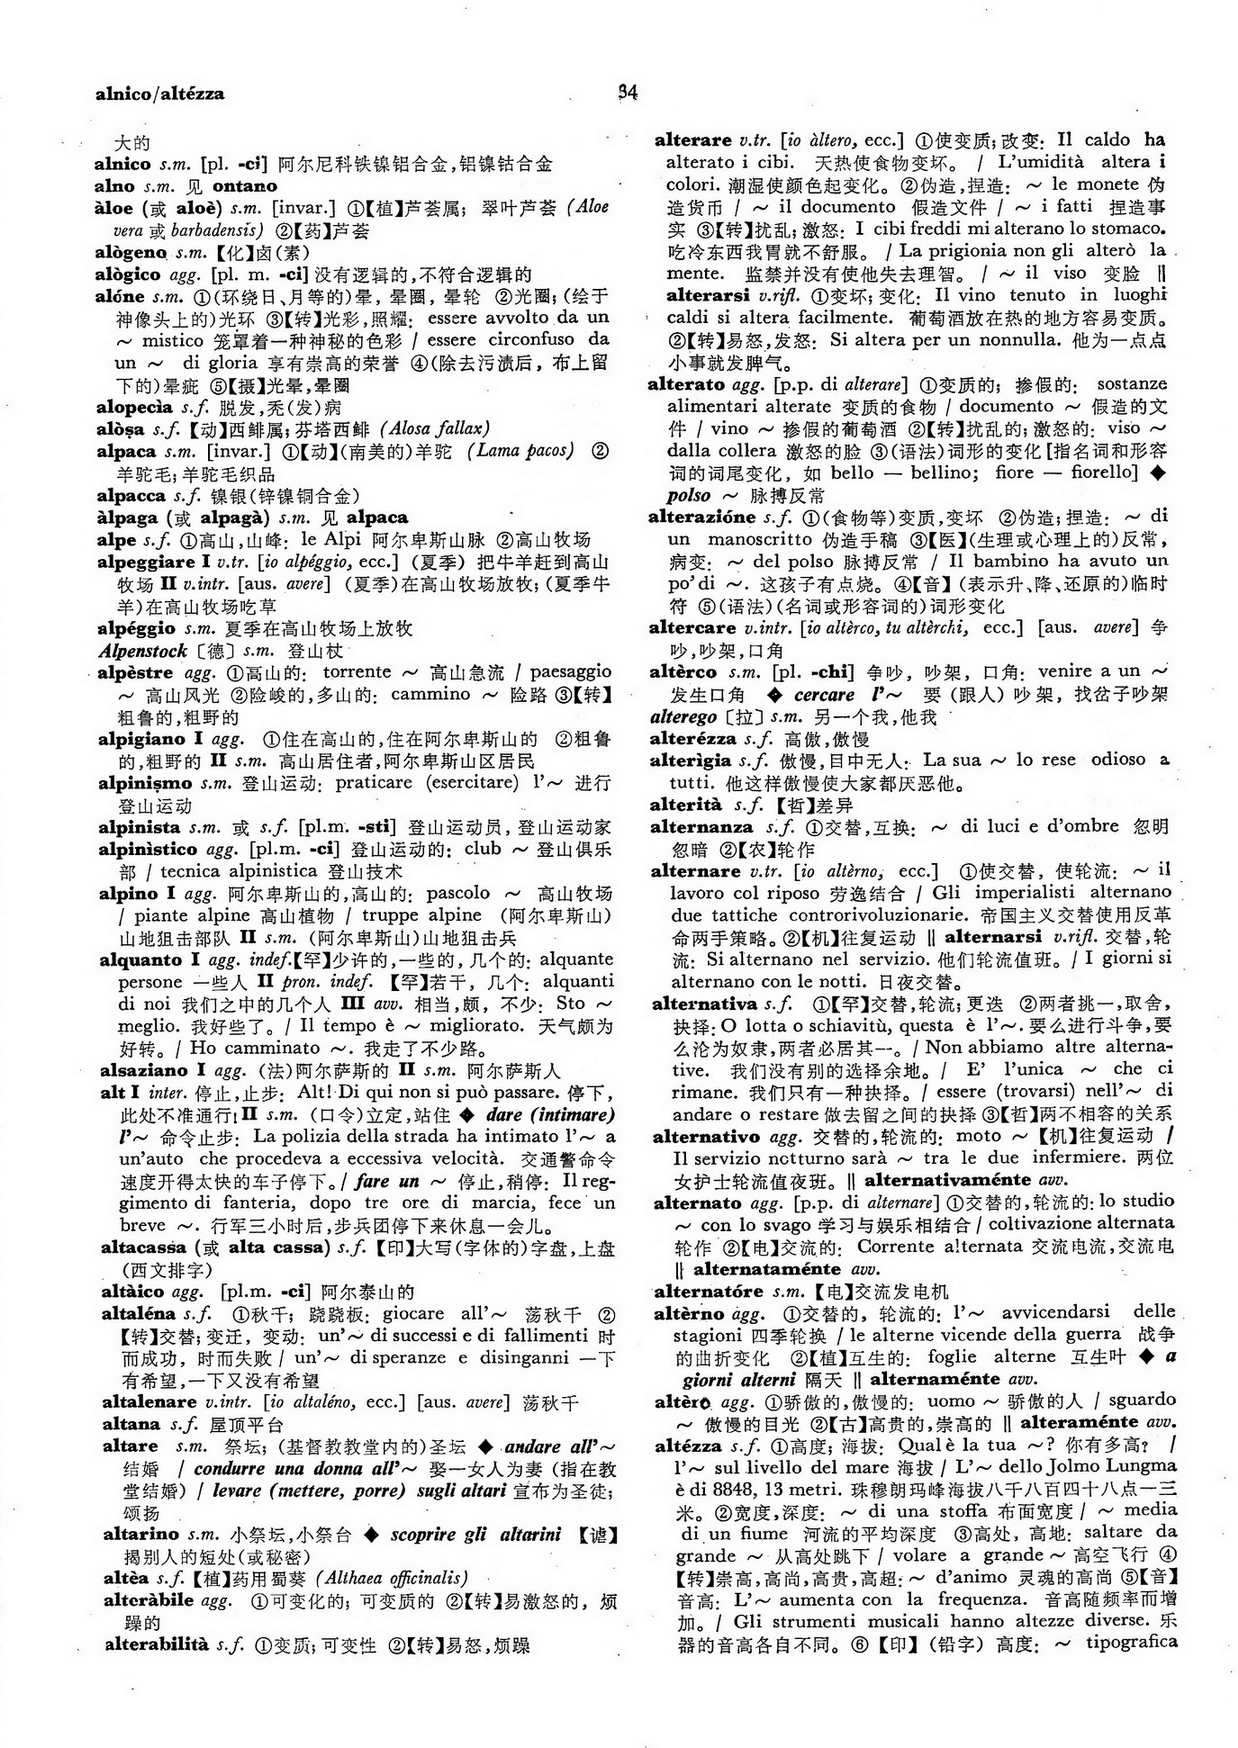 alnico/altézza
34
大的
alnico s.m. [pl. -ci] 阿尔尼科铁镍铝合金,铝镍钴合金
alno s.m. 见 ontano
àloe (或 aloè) s.m. [invar.] ①【植】芦荟属; 翠叶芦荟 (Aloe
vera 或 barbadensis) ②【药】芦荟
alògeno s.m.【化】卤(素)
alògico agg. [pl. m. -ci] 没有逻辑的,不符合逻辑的
alóne s.m. ①(环绕日、月等的)晕, 晕圈, 晕轮 ②光圈; (绘于
神像头上的)光环 ③【转】光彩,照耀: essere avvolto da un
～ mistico 笼罩着一种神秘的色彩 / essere circonfuso da
un ～ di gloria 享有崇高的荣誉 ④(除去污渍后, 布上留
下的)晕疵 ⑤【摄】光晕,晕圈
alopecìa s.f. 脱发,秃(发)病
alòṣa s.f. 【动】西鲱属; 芬塔西鲱 (Alosa fallax)
alpaca s.m. [invar.] ①【动】(南美的)羊驼 (Lama pacos) ②
羊驼毛; 羊驼毛织品
alpacca s.f. 镍银(锌镍铜合金)
àlpaga (或 alpagà) s.m. 见 alpaca
alpe s.f. ①高山,山峰: le Alpi 阿尔卑斯山脉 ②高山牧场
alpeggiare I v.tr. [io alpéggio, ecc.] (夏季) 把牛羊赶到高山
牧场 II v.intr. [aus. avere] (夏季)在高山牧场放牧; (夏季牛
羊)在高山牧场吃草
alpéggio s.m. 夏季在高山牧场上放牧
Alpenstock〔德〕s.m. 登山杖
alpèstre agg. ①高山的: torrente ～ 高山急流 / paesaggio
～ 高山风光 ②险峻的,多山的: cammino ～ 险路 ③【转】
粗鲁的,粗野的
alpigiano I agg. ①住在高山的,住在阿尔卑斯山的 ②粗鲁
的,粗野的 II s.m. 高山居住者,阿尔卑斯山区居民
alpiniṣmo s.m. 登山运动: praticare (esercitare) l'～ 进行
登山运动
alpinista s.m. 或 s.f. [pl.m. -sti] 登山运动员, 登山运动家
alpinìstico agg. [pl.m. -ci] 登山运动的: club ～ 登山俱乐
部 / tecnica alpinistica 登山技术
alpino I agg. 阿尔卑斯山的,高山的: pascolo ～ 高山牧场
/ piante alpine 高山植物 / truppe alpine (阿尔卑斯山)
山地狙击部队 II s.m. (阿尔卑斯山)山地狙击兵
alquanto I agg. indef.【罕】少许的,一些的, 几个的: alquante
persone 一些人 II pron. indef. 【罕】若干, 几个: alquanti
di noi 我们之中的几个人 III avv. 相当,颇, 不少: Sto ～
meglio. 我好些了。/ Il tempo è ～ migliorato. 天气颇为
好转。/ Ho camminato ～. 我走了不少路。
alsaziano I agg. (法)阿尔萨斯的 II s.m. 阿尔萨斯人
alt I inter. 停止,止步: Alt! Di qui non si può passare. 停下,
此处不准通行! II s.m. (口令)立定,站住 ◆ dare (intimare)
l'～ 命令止步: La polizia della strada ha intimato l'～ a
un'auto che procedeva a eccessiva velocità. 交通警命令
速度开得太快的车子停下。/ fare un ～ 停止,稍停: Il reg-
gimento di fanteria, dopo tre ore di marcia, fece un
breve ～. 行军三小时后,步兵团停下来休息一会儿。
altacassa (或 alta cassa) s.f. 【印】大写(字体的)字盘,上盘
(西文排字)
altàico agg. [pl.m. -ci] 阿尔泰山的
altaléna s.f. ①秋千; 跷跷板: giocare all'～ 荡秋千 ②
【转】交替; 变迁, 变动: un'～ di successi e di fallimenti 时
而成功, 时而失败 / un'～ di speranze e disinganni 一下
有希望,一下又没有希望
altalenare v.intr. [io altaléno, ecc.] [aus. avere] 荡秋千
altana s.f. 屋顶平台
altare s.m. 祭坛; (基督教教堂内的)圣坛 ◆ andare all'～
结婚 / condurre una donna all'～ 娶一女人为妻 (指在教
堂结婚) / levare (mettere, porre) sugli altari 宣布为圣徒;
颂扬
altarino s.m. 小祭坛,小祭台 ◆ scoprire gli altarini 【谑】
揭别人的短处(或秘密)
altèa s.f.【植】药用蜀葵 (Althaea officinalis)
alteràbile agg. ①可变化的; 可变质的 ②【转】易激怒的, 烦
躁的
alterabilità s.f. ①变质; 可变性 ②【转】易怒,烦躁
alterare v.tr. [io àltero, ecc.] ①使变质; 改变: Il caldo ha
alterato i cibi. 天热使食物变坏。 / L'umidità altera i
colori. 潮湿使颜色起变化。②伪造,捏造: ～ le monete 伪
造货币 / ～ il documento 假造文件 / ～ i fatti 捏造事
实 ③【转】扰乱; 激怒: I cibi freddi mi alterano lo stomaco.
吃冷东西我胃就不舒服。 / La prigionia non gli alterò la
mente. 监禁并没有使他失去理智。 / ～ il viso 变脸 ‖
alterarsi v.rifl. ①变坏; 变化: Il vino tenuto in luoghi
caldi si altera facilmente. 葡萄酒放在热的地方容易变质。
②【转】易怒,发怒: Si altera per un nonnulla. 他为一点点
小事就发脾气。
alterato agg. [p.p. di alterare] ①变质的; 掺假的: sostanze
alimentari alterate 变质的食物 / documento ～ 假造的文
件 / vino ～ 掺假的葡萄酒 ②【转】扰乱的; 激怒的: viso ～
dalla collera 激怒的脸 ③(语法)词形的变化 [指名词和形容
词的词尾变化, 如 bello — bellino; fiore — fiorello] ◆
polso ～ 脉搏反常
alterazióne s.f. ①(食物等)变质,变坏 ②伪造; 捏造: ～ di
un manoscritto 伪造手稿 ③【医】(生理或心理上的)反常,
病变: ～ del polso 脉搏反常 / Il bambino ha avuto un
po' di ～. 这孩子有点烧。④【音】(表示升、降、还原的)临时
符 ⑤(语法)(名词或形容词的)词形变化
altercare v.intr. [io altèrco, tu altèrchi, ecc.] [aus. avere] 争
吵,吵架,口角
altèrco s.m. [pl. -chi] 争吵, 吵架, 口角: venire a un ～
发生口角 ◆ cercare l'～ 要 (跟人) 吵架, 找岔子吵架
alterego〔拉〕s.m. 另一个我,他我
alterézza s.f. 高傲,傲慢
alterìgia s.f. 傲慢,目中无人: La sua ～ lo rese odioso a
tutti. 他这样傲慢使大家都厌恶他。
alterità s.f. 【哲】差异
alternanza s.f. ①交替,互换: ～ di luci e d'ombre 忽明
忽暗 ②【农】轮作
alternare v.tr. [io altèrno, ecc.] ①使交替, 使轮流: ～ il
lavoro col riposo 劳逸结合 / Gli imperialisti alternano
due tattiche controrivoluzionarie. 帝国主义交替使用反革
命两手策略。②【机】往复运动 ‖ alternarsi v.rifl. 交替,轮
流: Si alternano nel servizio. 他们轮流值班。/ I giorni si
alternano con le notti. 日夜交替。
alternativa s.f. ①【罕】交替,轮流; 更迭 ②两者挑一,取舍,
抉择: O lotta o schiavitù, questa è l'～. 要么进行斗争,要
么沦为奴隶,两者必居其一。/ Non abbiamo altre alterna-
tive. 我们没有别的选择余地。/ E' l'unica ～ che ci
rimane. 我们只有一种抉择。/ essere (trovarsi) nell'～ di
andare o restare 做去留之间的抉择 ③【哲】两不相容的关系
alternativo agg. 交替的,轮流的: moto ～ 【机】往复运动 /
Il servizio notturno sarà ～ tra le due infermiere. 两位
女护士轮流值夜班。‖ alternativaménte avv.
alternato agg. [p.p. di alternare] ①交替的,轮流的: lo studio
～ con lo svago 学习与娱乐相结合 / coltivazione alternata
轮作 ②【电】交流的: Corrente alternata 交流电流,交流电
‖ alternataménte avv.
alternatóre s.m. 【电】交流发电机
altèrno agg. ①交替的, 轮流的: l'～ avvicendarsi delle
stagioni 四季轮换 / le alterne vicende della guerra 战争
的曲折变化 ②【植】互生的: foglie alterne 互生叶 ◆ a
giorni alterni 隔天 ‖ alternaménte avv.
altèro agg. ①骄傲的,傲慢的: uomo ～ 骄傲的人 / sguardo
～ 傲慢的目光 ②【古】高贵的,崇高的 ‖ alteraménte avv.
altézza s.f. ①高度; 海拔: Qual è la tua ～? 你有多高? /
l'～ sul livello del mare 海拔 / L'～ dello Jolmo Lungma
è di 8848, 13 metri. 珠穆朗玛峰海拔八千八百四十八点一三
米。②宽度,深度: ～ di una stoffa 布面宽度 / ～ media
di un fiume 河流的平均深度 ③高处, 高地: saltare da
grande ～ 从高处跳下 / volare a grande ～ 高空飞行 ④
【转】崇高,高尚,高贵,高超: ～ d'animo 灵魂的高尚 ⑤【音】
音高: L'～ aumenta con la frequenza. 音高随频率而增
加。/ Gli strumenti musicali hanno altezze diverse. 乐
器的音高各自不同。⑥【印】(铅字) 高度: ～ tipografica